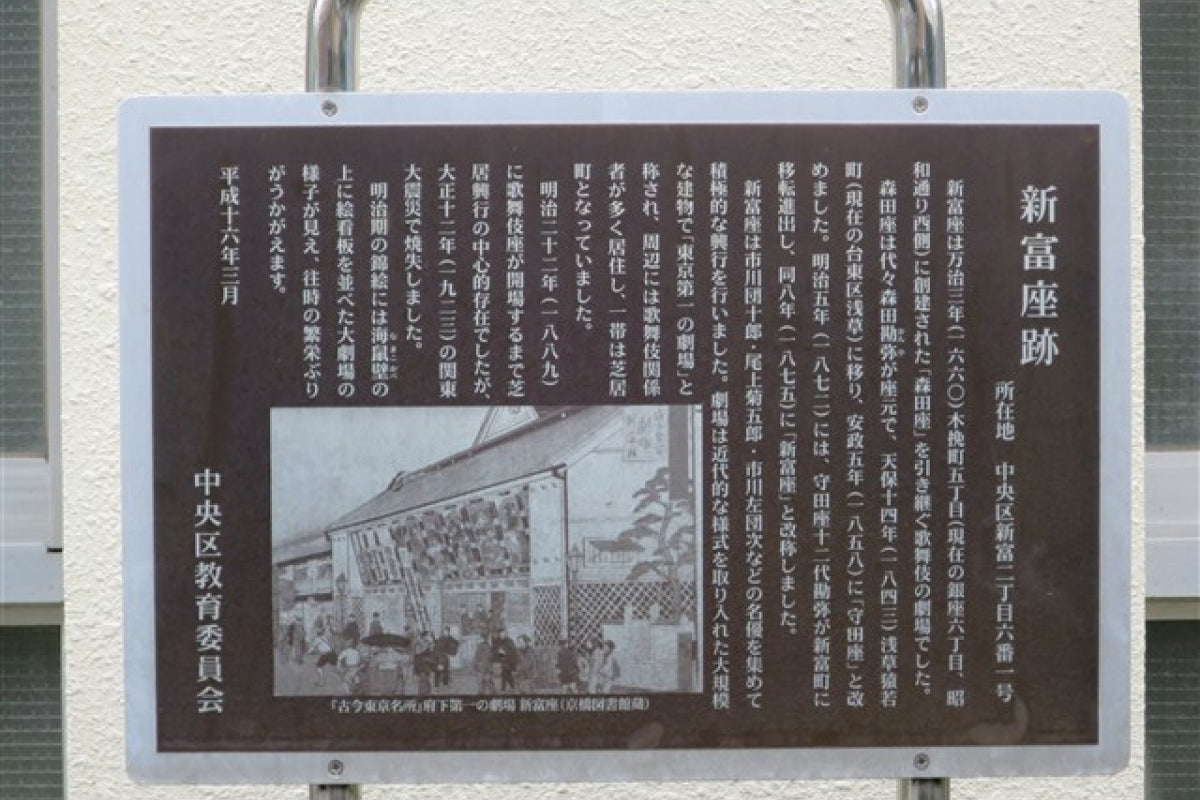 新富座跡
所在地　中央区新富二丁目六番一号
新富座は万治三年(一六六〇)木挽町五丁目(現在の銀座六丁目、昭
和通り西側)に創建された「森田座」を引き継ぐ歌舞伎の劇場でした。
森田座は代々森田勘弥が座元で、天保十四年(一八四三)浅草猿若
町(現在の台東区浅草)に移り、安政五年(一八五八)に「守田座」と改
めました。明治五年(一八七二)には、守田座十二代勘弥が新富町に
移転進出し、同八年(一八七五)に「新富座」と改称しました。
新富座は市川団十郎・尾上菊五郎・市川左団次などの名優を集めて
積極的な興行を行いました。劇場は近代的な様式を取り入れた大規模
な建物で「東京第一の劇場」と
称され、周辺には歌舞伎関係
者が多く居住し、一帯は芝居
町となっていました。
明治二十二年(一八八九)
に歌舞伎座が開場するまで芝
居興行の中心的存在でしたが、
大正十二年(一九二三)の関東
大震災で焼失しました。
明治期の錦絵には海鼠壁の
上に絵看板を並べた大劇場の
様子が見え、往時の繁栄ぶり
がうかがえます。
平成十六年三月
中央区教育委員会
『古今東京名所』府下第一の劇場 新富座(京橋図書館蔵)